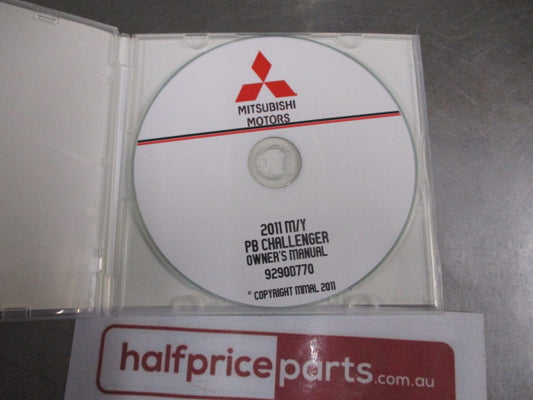 MITSUBISHI
MOTORS
2011 M/Y
PB CHALLENGER
OWNER'S MANUAL
92900770
© COPYRIGHT MMAL 2011
halfpriceparts.com.au